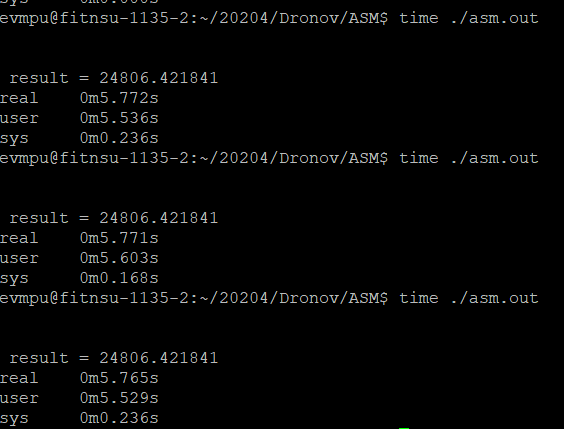 sys     0m0.000s
evmpu@fitnsu-1135-2:~/20204/Dronov/ASM$ time ./asm.out
result = 24806.421841
real    0m5.772s
user    0m5.536s
sys     0m0.236s
evmpu@fitnsu-1135-2:~/20204/Dronov/ASM$ time ./asm.out
result = 24806.421841
real    0m5.771s
user    0m5.603s
sys     0m0.168s
evmpu@fitnsu-1135-2:~/20204/Dronov/ASM$ time ./asm.out
result = 24806.421841
real    0m5.765s
user    0m5.529s
sys     0m0.236s